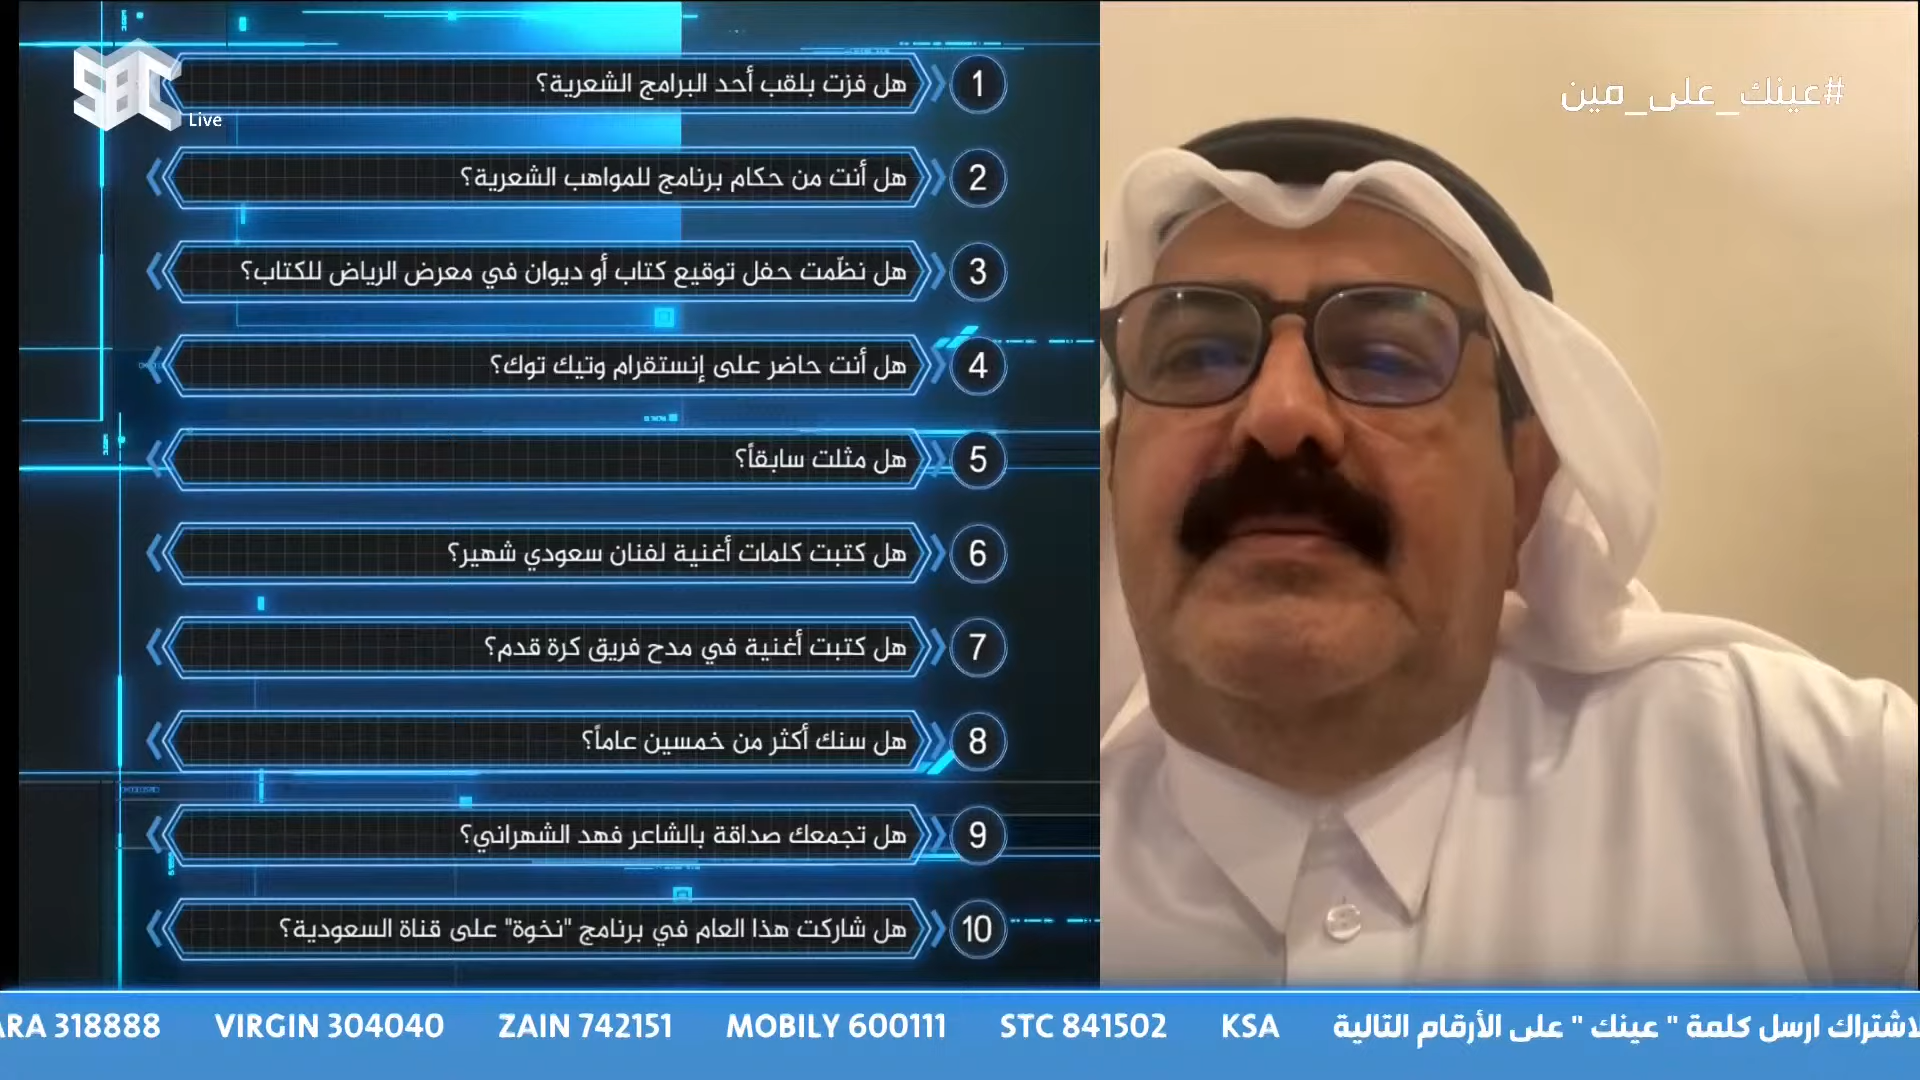 SBC
Live
#عينك_على_مين
1 هل فزت بلقب أحد البرامج الشعرية؟
2 هل أنت من حكام برنامج للمواهب الشعرية؟
3 هل نظّمت حفل توقيع كتاب أو ديوان في معرض الرياض للكتاب؟
4 هل أنت حاضر على إنستقرام وتيك توك؟
5 هل مثلت سابقاً؟
6 هل كتبت كلمات أغنية لفنان سعودي شهير؟
7 هل كتبت أغنية في مدح فريق كرة قدم؟
8 هل سنك أكثر من خمسين عاماً؟
9 هل تجمعك صداقة بالشاعر فهد الشهراني؟
10 هل شاركت هذا العام في برنامج "نخوة" على قناة السعودية؟
لاشتراك ارسل كلمة " عينك " على الأرقام التالية KSA STC 841502 MOBILY 600111 ZAIN 742151 VIRGIN 304040 ARA 318888